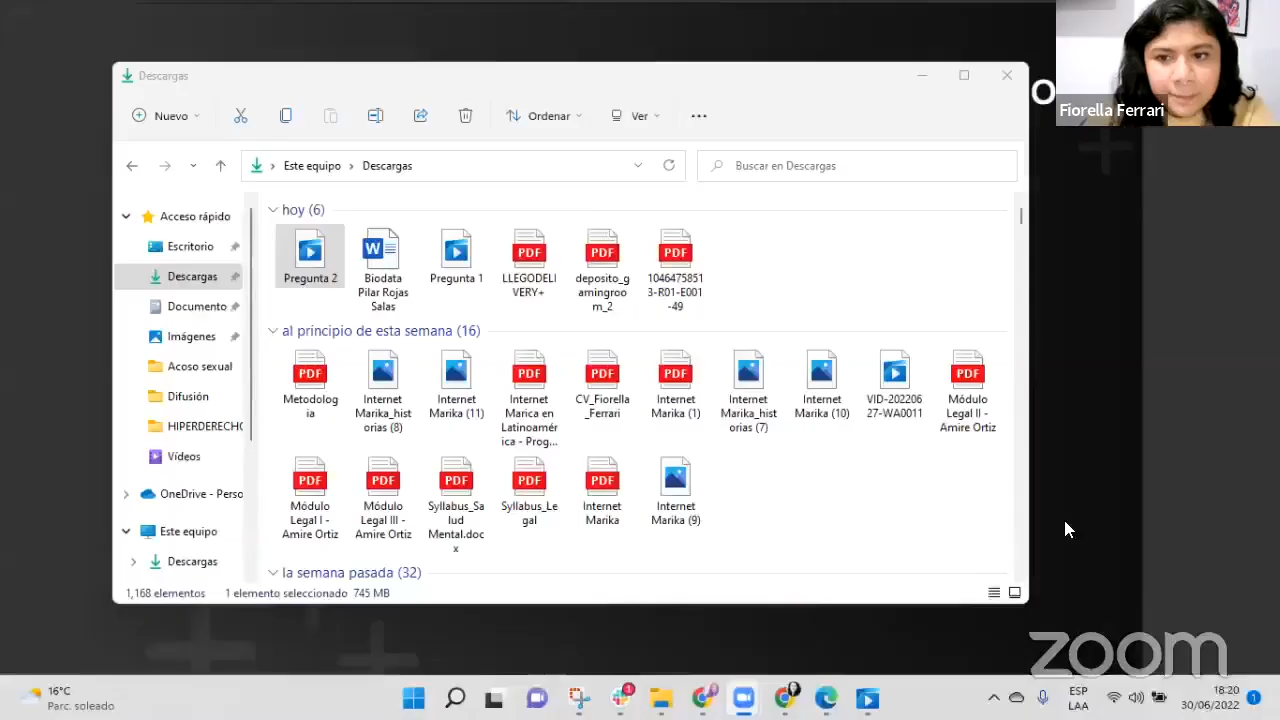 Descargas
Nuevo
Ordenar
Ver
Este equipo > Descargas
Buscar en Descargas
Fiorella Ferrari
O
Acceso rápido
Escritorio
Descargas
Documento
Imágenes
Acoso sexual
Difusión
HIPERDERECHO
Vídeos
OneDrive - Perso
Este equipo
Descargas
hoy (6)
Pregunta 2
Biodata
Pilar Rojas
Salas
Pregunta 1
LLEGODELI
VERY+
deposito_g
amingroo
m_2
1046475851
3-R01-E001
-49
al principio de esta semana (16)
Metodolog
ia
Internet
Marika_hist
orias (8)
Internet
Marika (11)
Internet
Marica en
Latinoamér
ica - Prog...
CV_Fiorella
_Ferrari
Internet
Marika (1)
Internet
Marika_hist
orias (7)
Internet
Marika (10)
VID-202206
27-WA0011
Módulo
Legal II -
Amire Ortiz
Módulo
Legal I -
Amire Ortiz
Módulo
Legal III -
Amire Ortiz
Syllabus_Sa
lud
Mental.doc
x
Syllabus_Le
gal
Internet
Marika
Internet
Marika (9)
la semana pasada (32)
1,168 elementos 1 elemento seleccionado 745 MB
zoom
16°C
Parc. soleado
ESP
LAA
18:20
30/06/2022